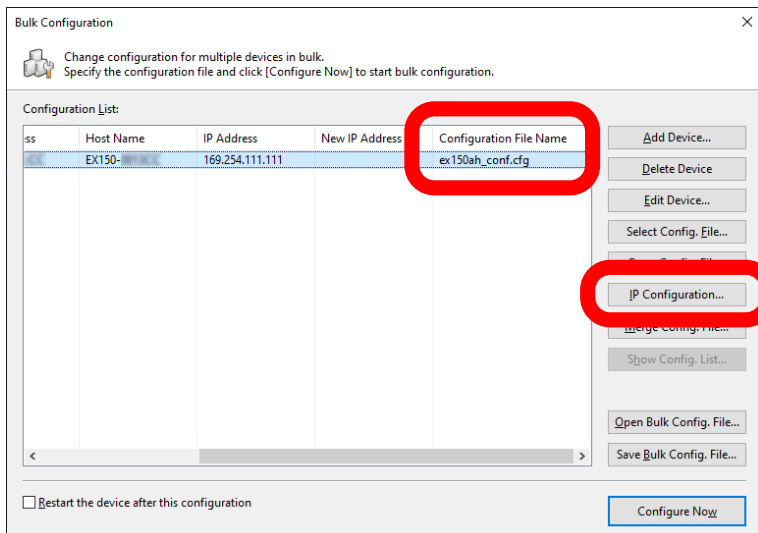 Bulk Configuration
Change configuration for multiple devices in bulk.
Specify the configuration file and click [Configure Now] to start bulk configuration.
Configuration List:
ss Host Name IP Address New IP Address Configuration File Name
EX150- 169.254.111.111 ex150ah_conf.cfg
Add Device...
Delete Device
Edit Device...
Select Config. File...
IP Configuration...
Merge Config. File...
Show Config. List...
Open Bulk Config. File...
Save Bulk Config. File...
Restart the device after this configuration
Configure Now